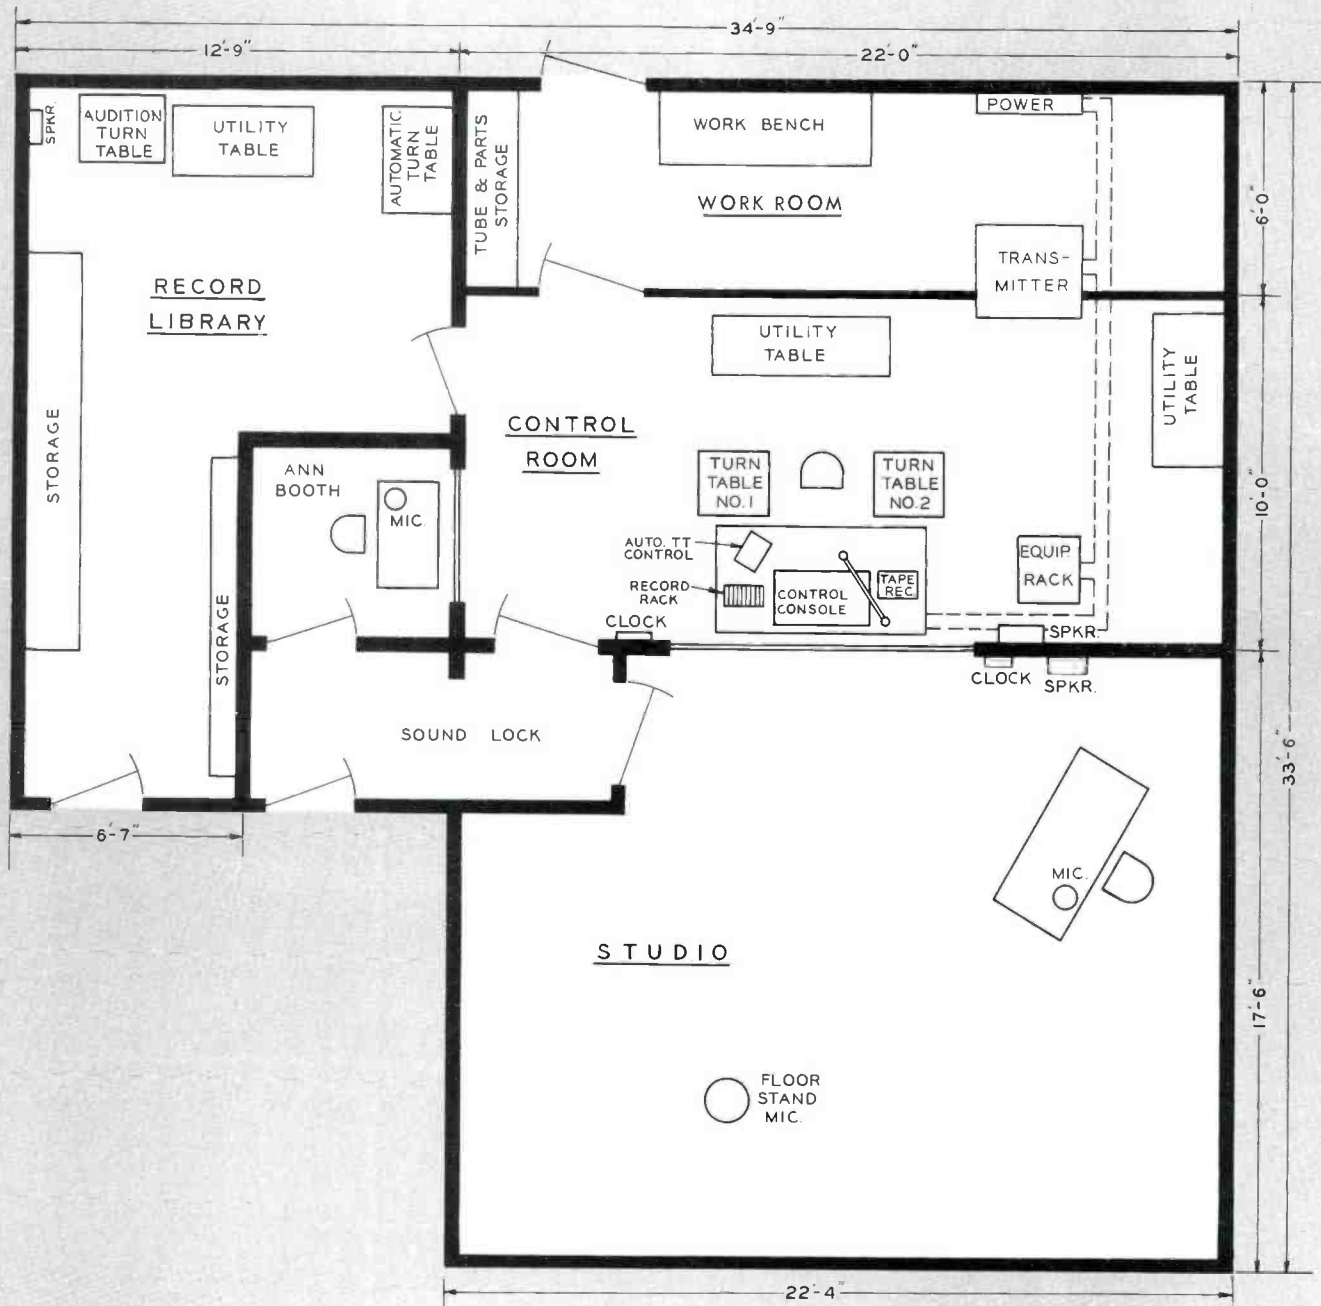 34'-9"
12'-9"
22'-0"
SPKR.
AUDITION
TURN
TABLE
UTILITY
TABLE
AUTOMATIC
TURN
TABLE
TUBE & PARTS
STORAGE
WORK BENCH
POWER
WORK ROOM
6'-0"
TRANS-
MITTER
RECORD
LIBRARY
UTILITY
TABLE
UTILITY
TABLE
STORAGE
CONTROL
ROOM
ANN
BOOTH
MIC.
TURN
TABLE
NO.1
TURN
TABLE
NO.2
10'-0"
AUTO. TT
CONTROL
RECORD
RACK
CONTROL
CONSOLE
TAPE
REC.
EQUIP.
RACK
STORAGE
CLOCK
SPKR.
CLOCK
SPKR.
SOUND LOCK
33'-6"
6'-7"
MIC.
STUDIO
17'-6"
FLOOR
STAND
MIC.
22'-4"